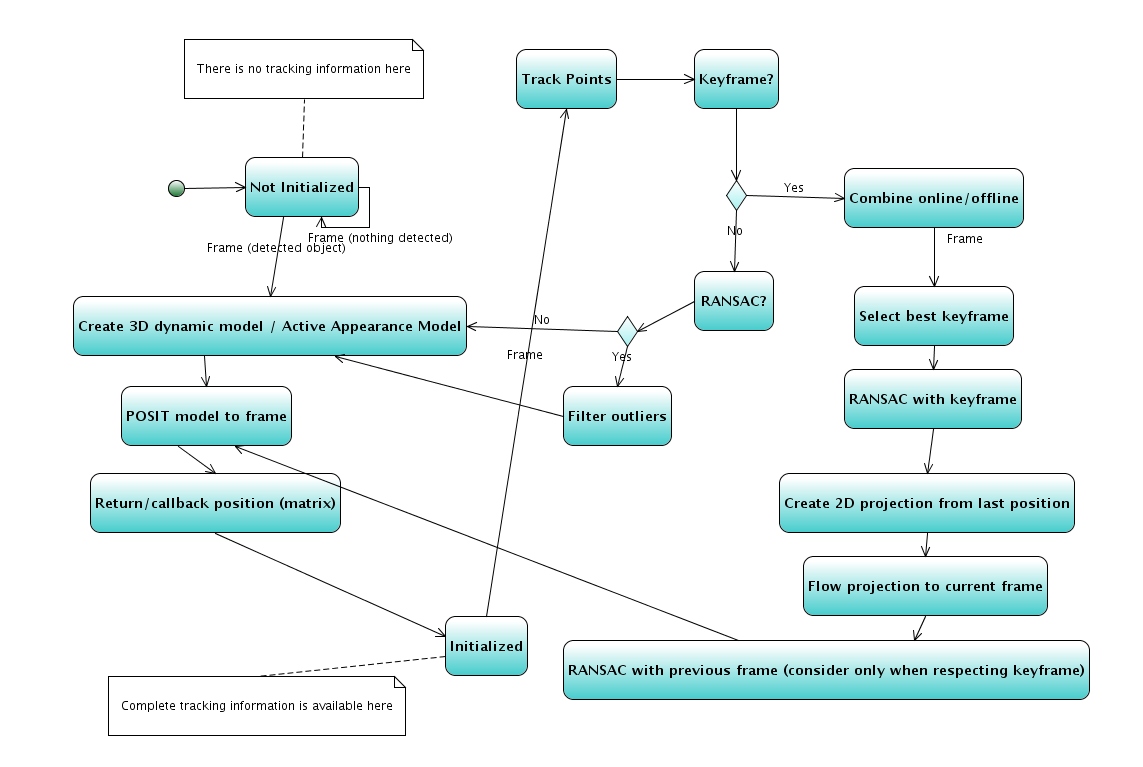 There is no tracking information here
Track Points
Keyframe?
Not Initialized
Yes
Combine online/offline
No
Frame (nothing detected)
Frame (detected object)
Frame
RANSAC?
Select best keyframe
Create 3D dynamic model / Active Appearance Model
No
Frame
Yes
RANSAC with keyframe
POSIT model to frame
Filter outliers
Return/callback position (matrix)
Create 2D projection from last position
Flow projection to current frame
Initialized
RANSAC with previous frame (consider only when respecting keyframe)
Complete tracking information is available here